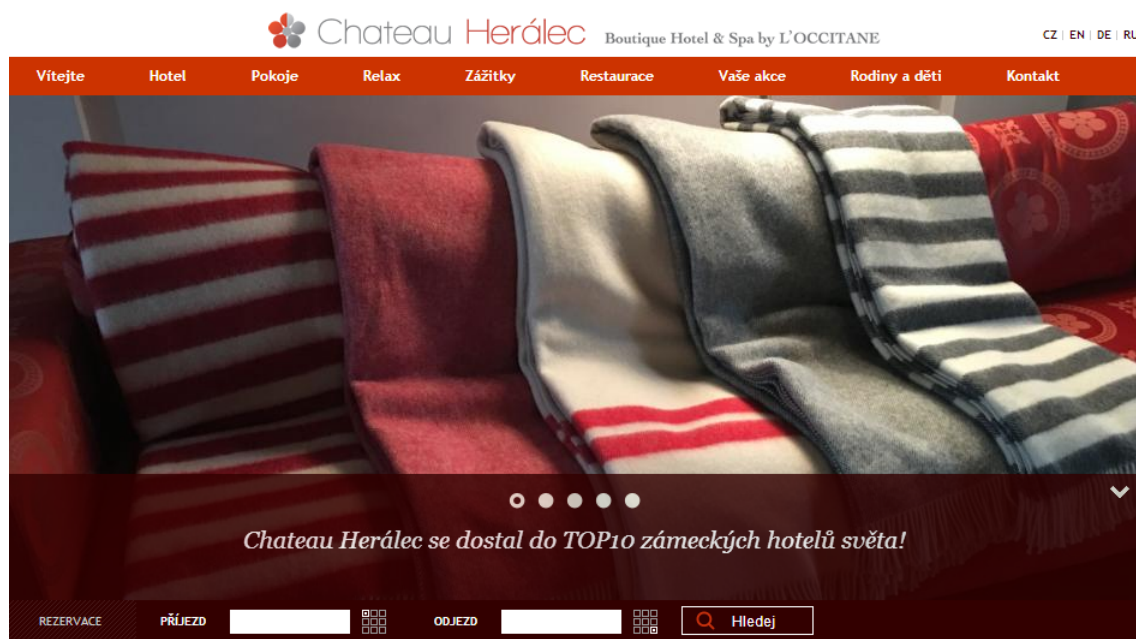 Chateau Herálec Boutique Hotel & Spa by L'OCCITANE
CZ | EN | DE | RU
Vítejte Hotel Pokoje Relax Zážitky Restaurace Vaše akce Rodiny a děti Kontakt
Chateau Herálec se dostal do TOP10 zámeckých hotelů světa!
REZERVACE PŘÍJEZD ODJEZD Hledej